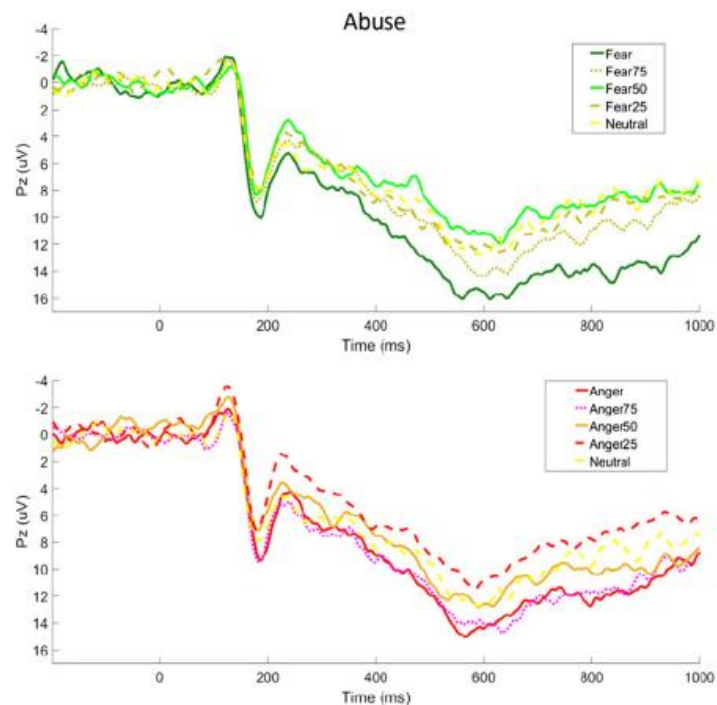 Abuse
-4
-2
0
2
4
6
8
10
12
14
16
Pz (uV)
Fear
Fear75
Fear50
Fear25
Neutral
0 200 400 600 800 1000
Time (ms)
-4
-2
0
2
4
6
8
10
12
14
16
Pz (uV)
Anger
Anger75
Anger50
Anger25
Neutral
0 200 400 600 800 1000
Time (ms)